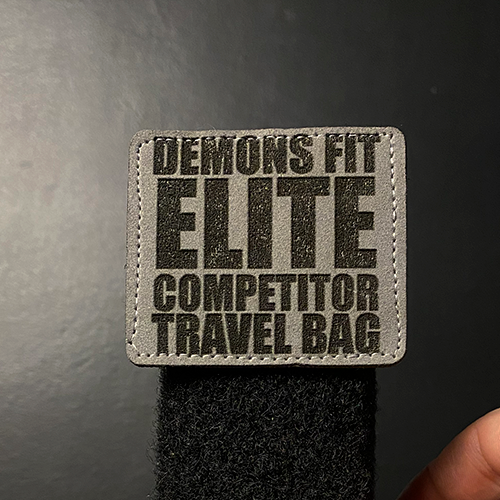 DEMONS FIT
ELITE
COMPETITOR
TRAVEL BAG